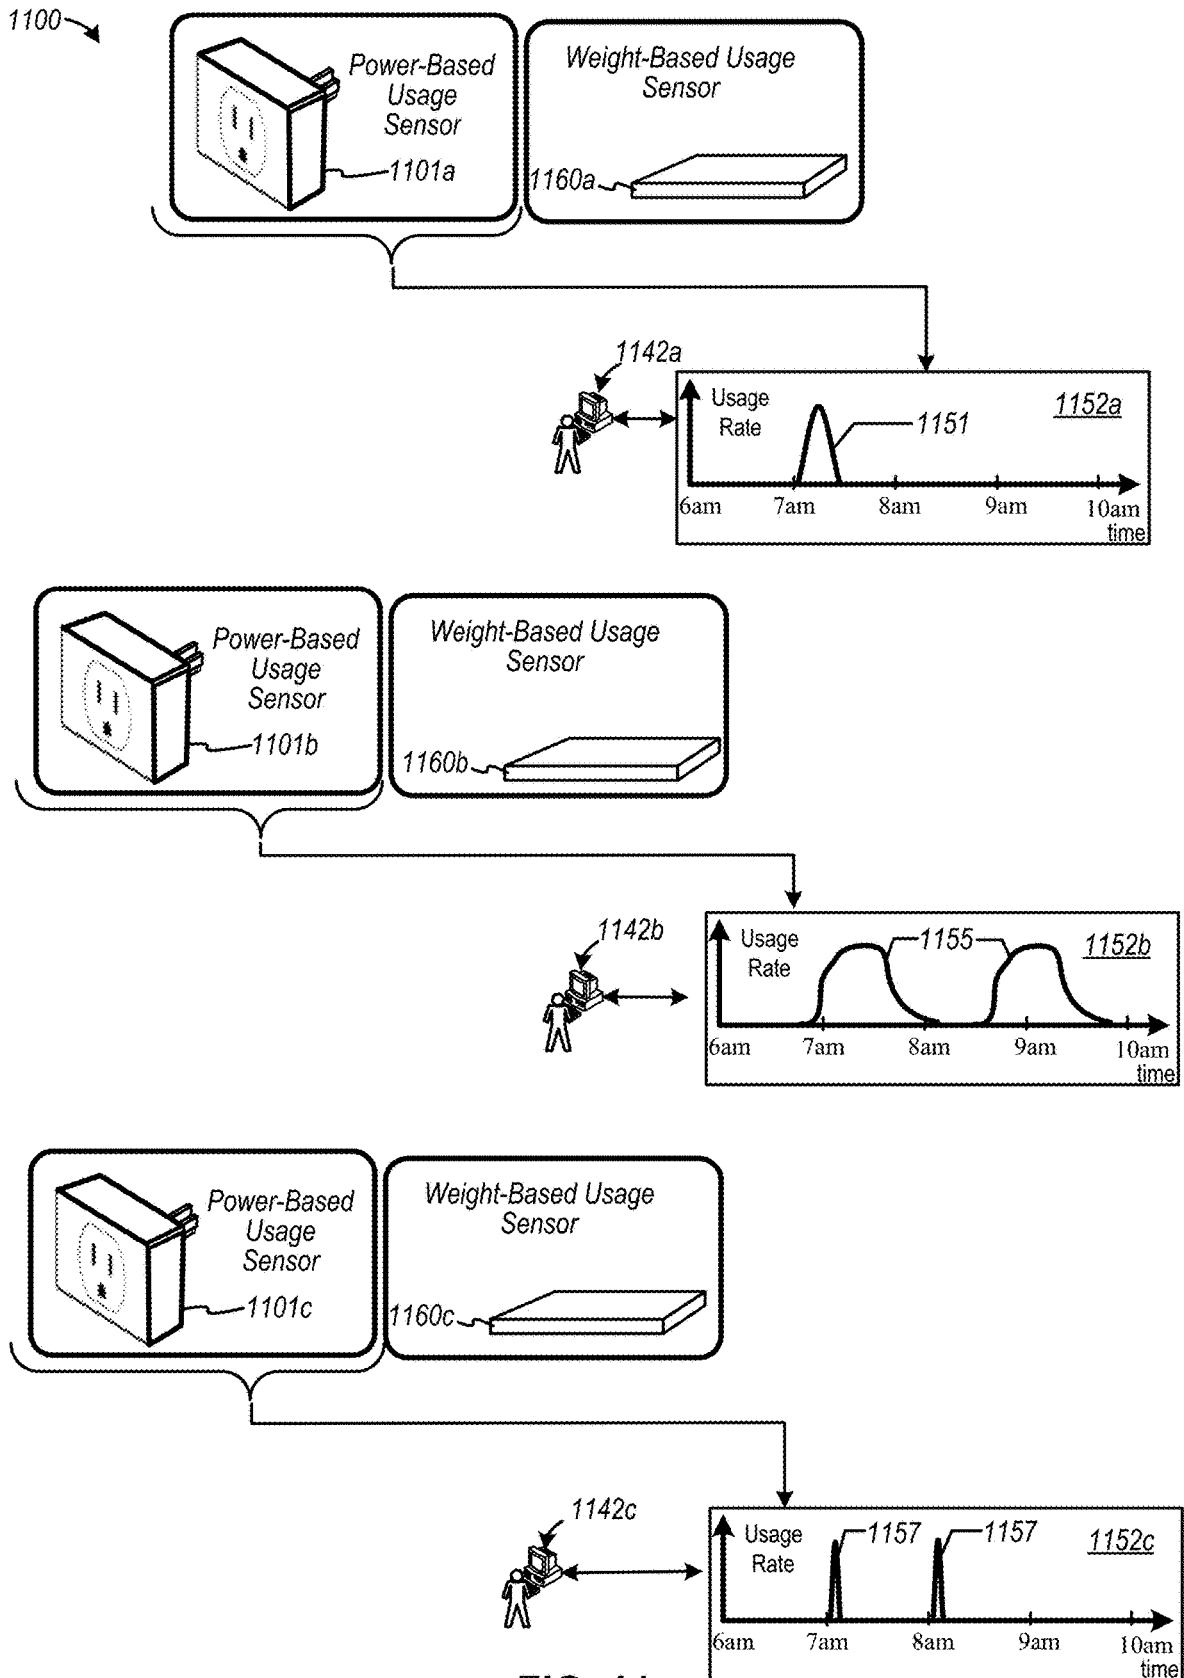 1100
Power-Based
Usage
Sensor
1101a
Weight-Based Usage
Sensor
1160a
1142a
Usage
Rate
1151
1152a
6am 7am 8am 9am 10am
time
Power-Based
Usage
Sensor
1101b
Weight-Based Usage
Sensor
1160b
1142b
Usage
Rate
1155
1152b
6am 7am 8am 9am 10am
time
Power-Based
Usage
Sensor
1101c
Weight-Based Usage
Sensor
1160c
1142c
Usage
Rate
1157
1157
1152c
6am 7am 8am 9am 10am
time